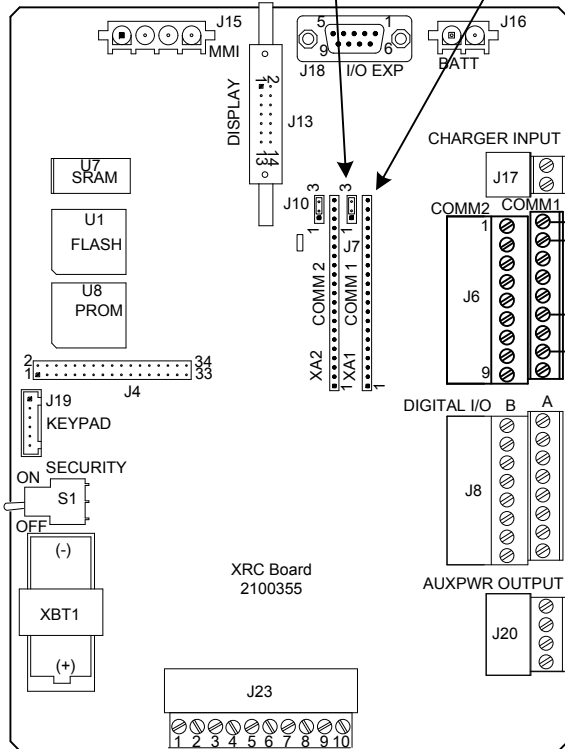 J15
MMI
5 1
9 6
J18 I/O EXP
J16
BATT
DISPLAY
1 2
13 14
J13
U7
SRAM
U1
FLASH
U8
PROM
CHARGER INPUT
J17
J10
3
1
3
1
J7
COMM 2
COMM 1
XA2
XA1
1
1
COMM2 COMM1
1
J6
9
2 34
1 33
J4
J19
KEYPAD
DIGITAL I/O B A
J8
SECURITY
ON
S1
OFF
(-)
XBT1
(+)
XRC Board
2100355
AUXPWR OUTPUT
J20
J23
1 2 3 4 5 6 7 8 9 10